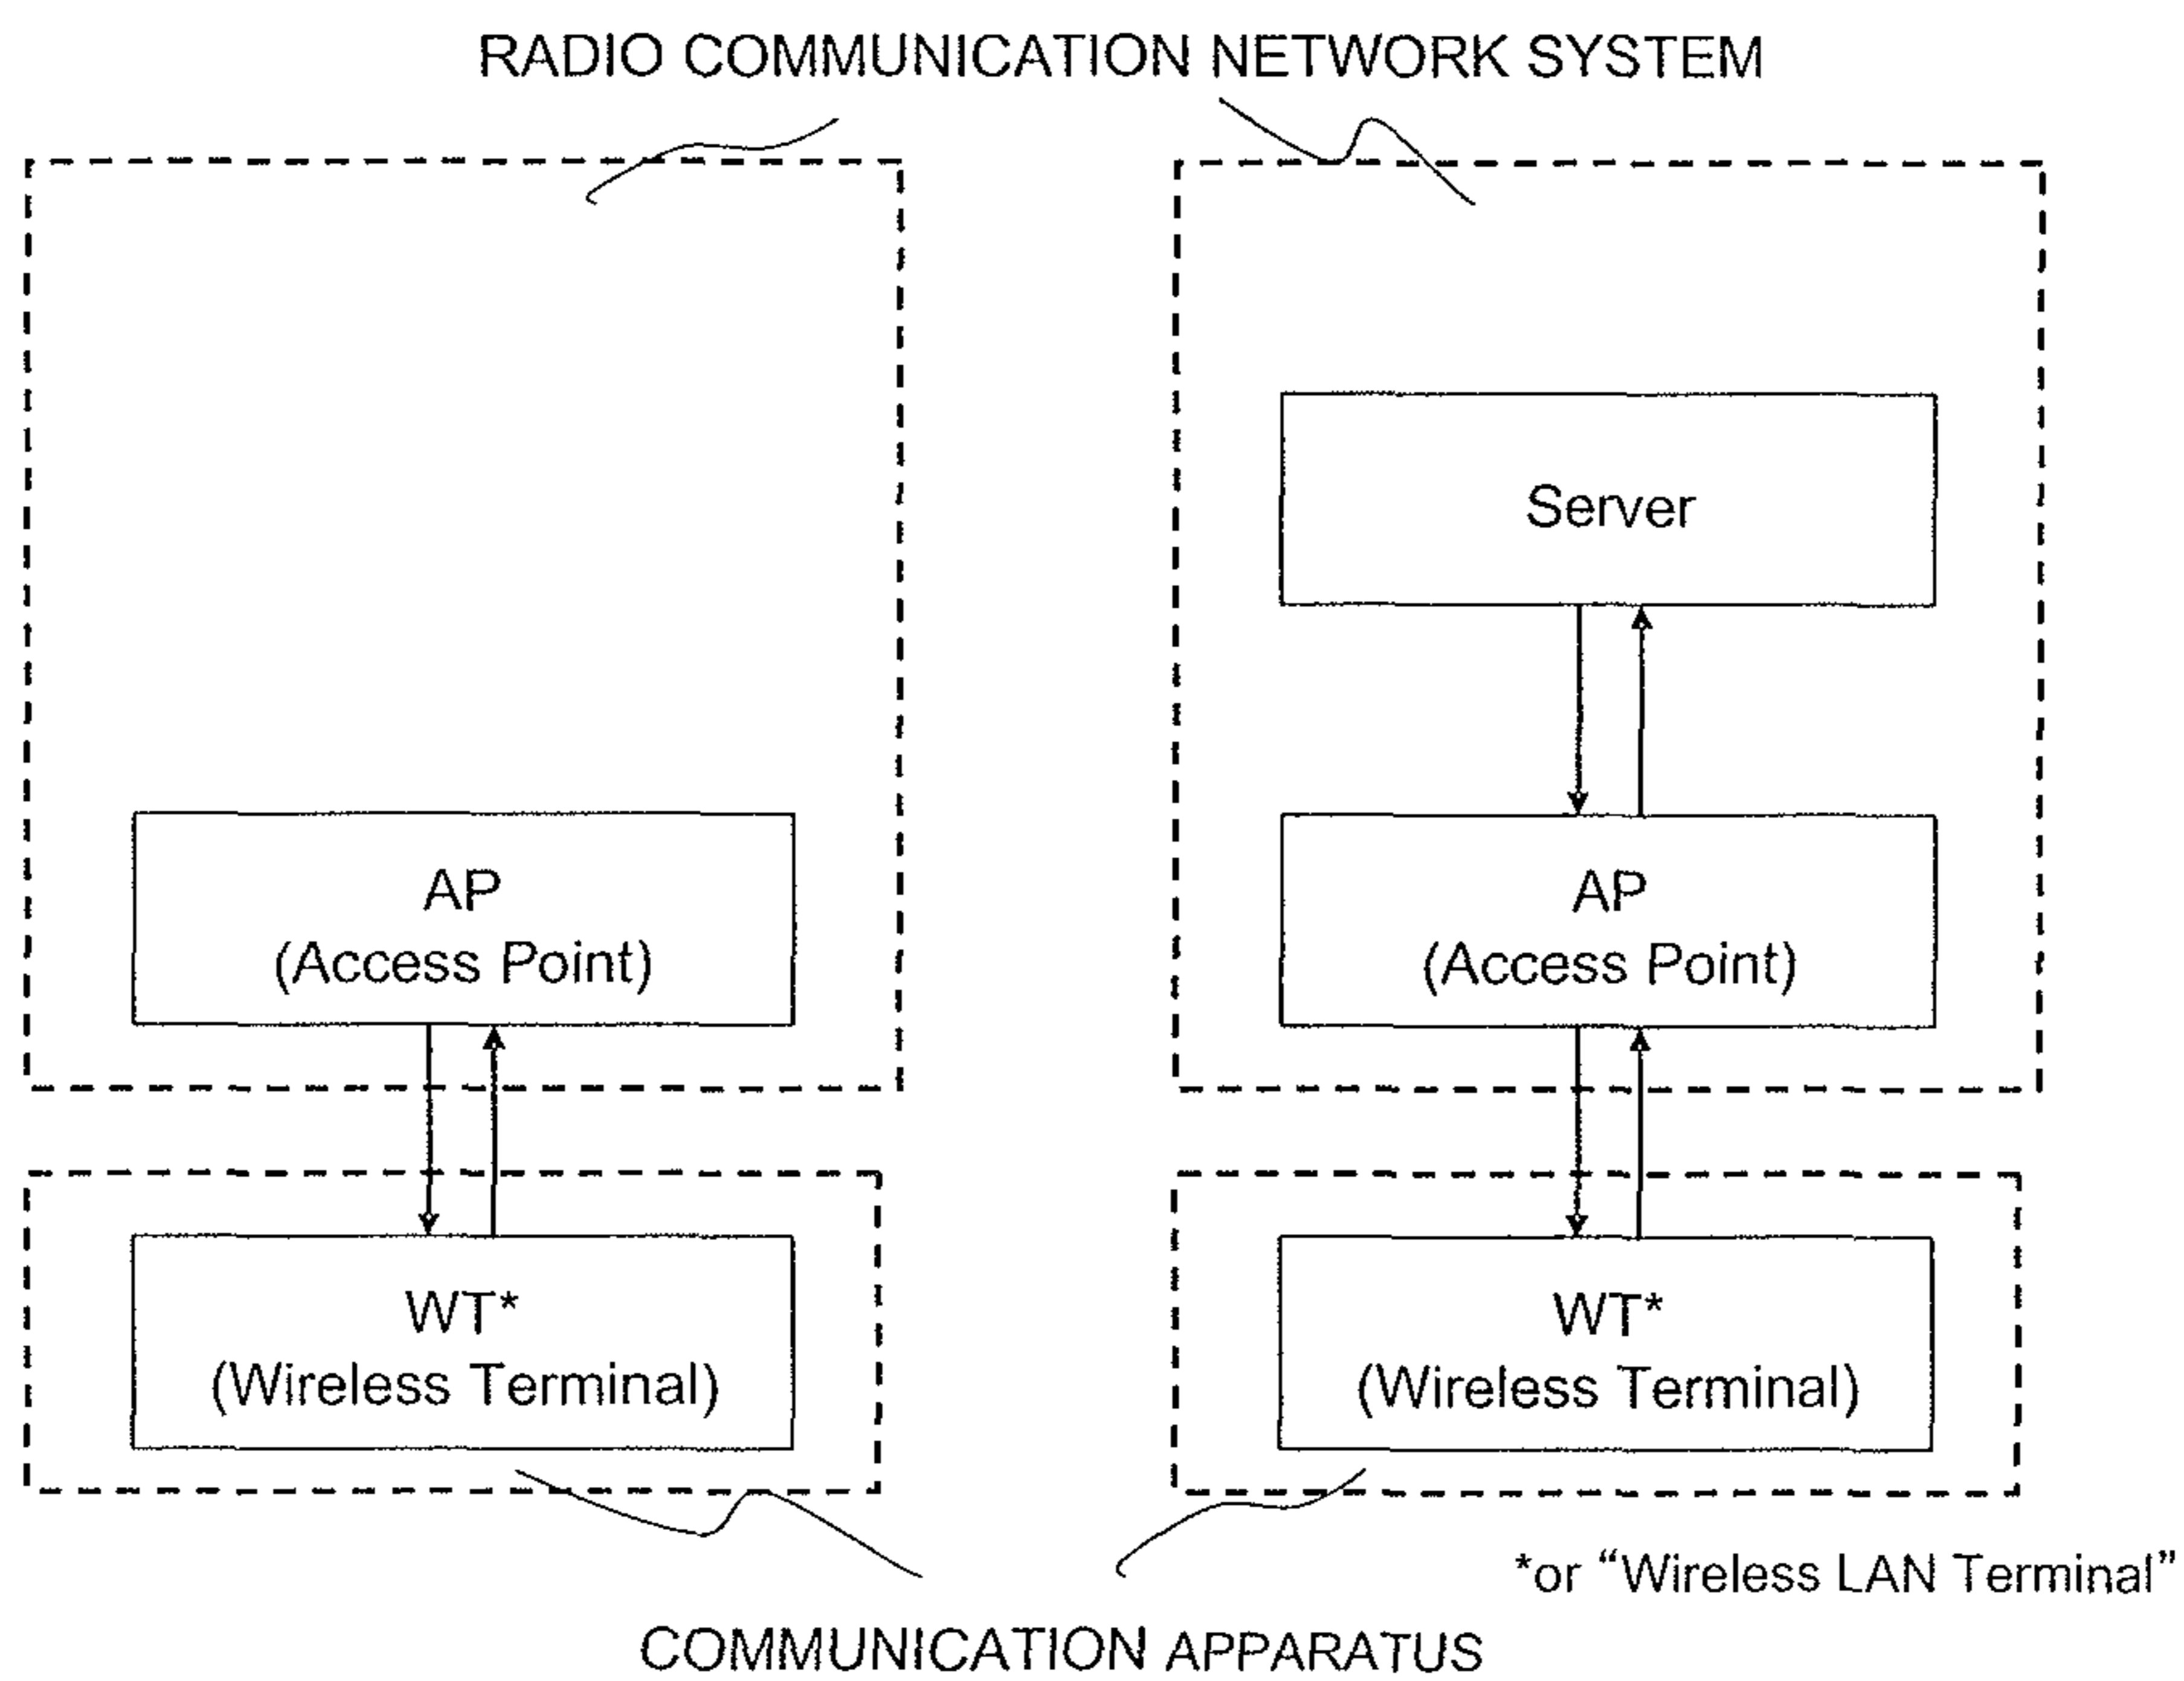 RADIO COMMUNICATION NETWORK SYSTEM
Server
AP
(Access Point)
AP
(Access Point)
WT*
(Wireless Terminal)
WT*
(Wireless Terminal)
*or “Wireless LAN Terminal”
COMMUNICATION APPARATUS